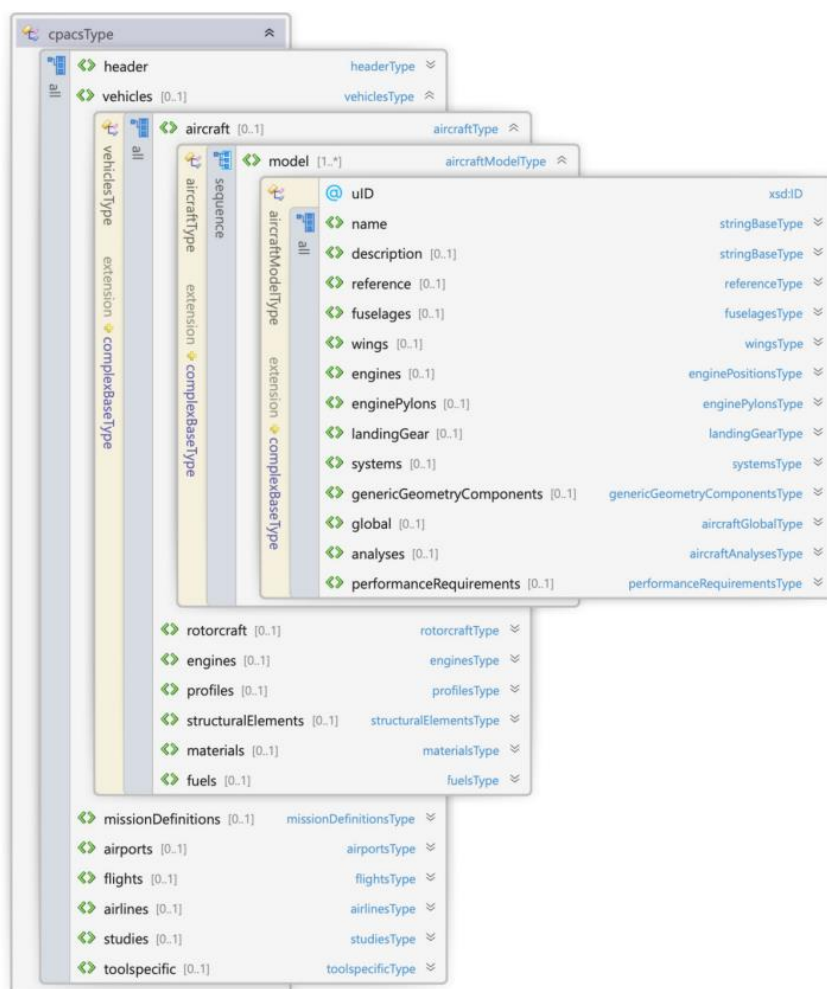 cpacsType
all
header headerType
vehicles [0..1] vehiclesType
vehiclesType extension complexBaseType
all
aircraft [0..1] aircraftType
aircraftType extension complexBaseType
sequence
model [1..*] aircraftModelType
aircraftModelType extension complexBaseType
all
@ uID xsd:ID
name stringBaseType
description [0..1] stringBaseType
reference [0..1] referenceType
fuselages [0..1] fuselagesType
wings [0..1] wingsType
engines [0..1] enginePositionsType
enginePylons [0..1] enginePylonsType
landingGear [0..1] landingGearType
systems [0..1] systemsType
genericGeometryComponents [0..1] genericGeometryComponentsType
global [0..1] aircraftGlobalType
analyses [0..1] aircraftAnalysesType
performanceRequirements [0..1] performanceRequirementsType
rotorcraft [0..1] rotorcraftType
engines [0..1] enginesType
profiles [0..1] profilesType
structuralElements [0..1] structuralElementsType
materials [0..1] materialsType
fuels [0..1] fuelsType
missionDefinitions [0..1] missionDefinitionsType
airports [0..1] airportsType
flights [0..1] flightsType
airlines [0..1] airlinesType
studies [0..1] studiesType
toolspecific [0..1] toolspecificType